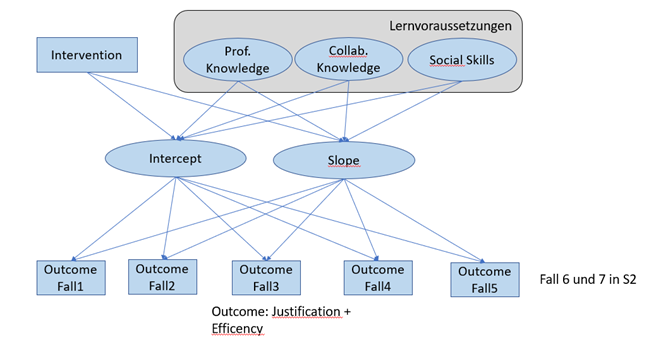 Lernvoraussetzungen
Intervention
Prof.
Knowledge
Collab.
Knowledge
Social Skills
Intercept
Slope
Outcome
Fall1
Outcome
Fall2
Outcome
Fall3
Outcome
Fall4
Outcome
Fall5
Fall 6 und 7 in S2
Outcome: Justification +
Efficency